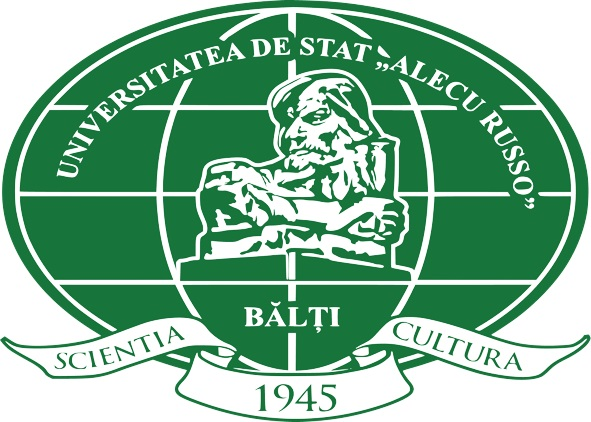 UNIVERSITATEA DE STAT „ALECU RUSSO”
BĂLȚI
SCIENTIA
CULTURA
1945